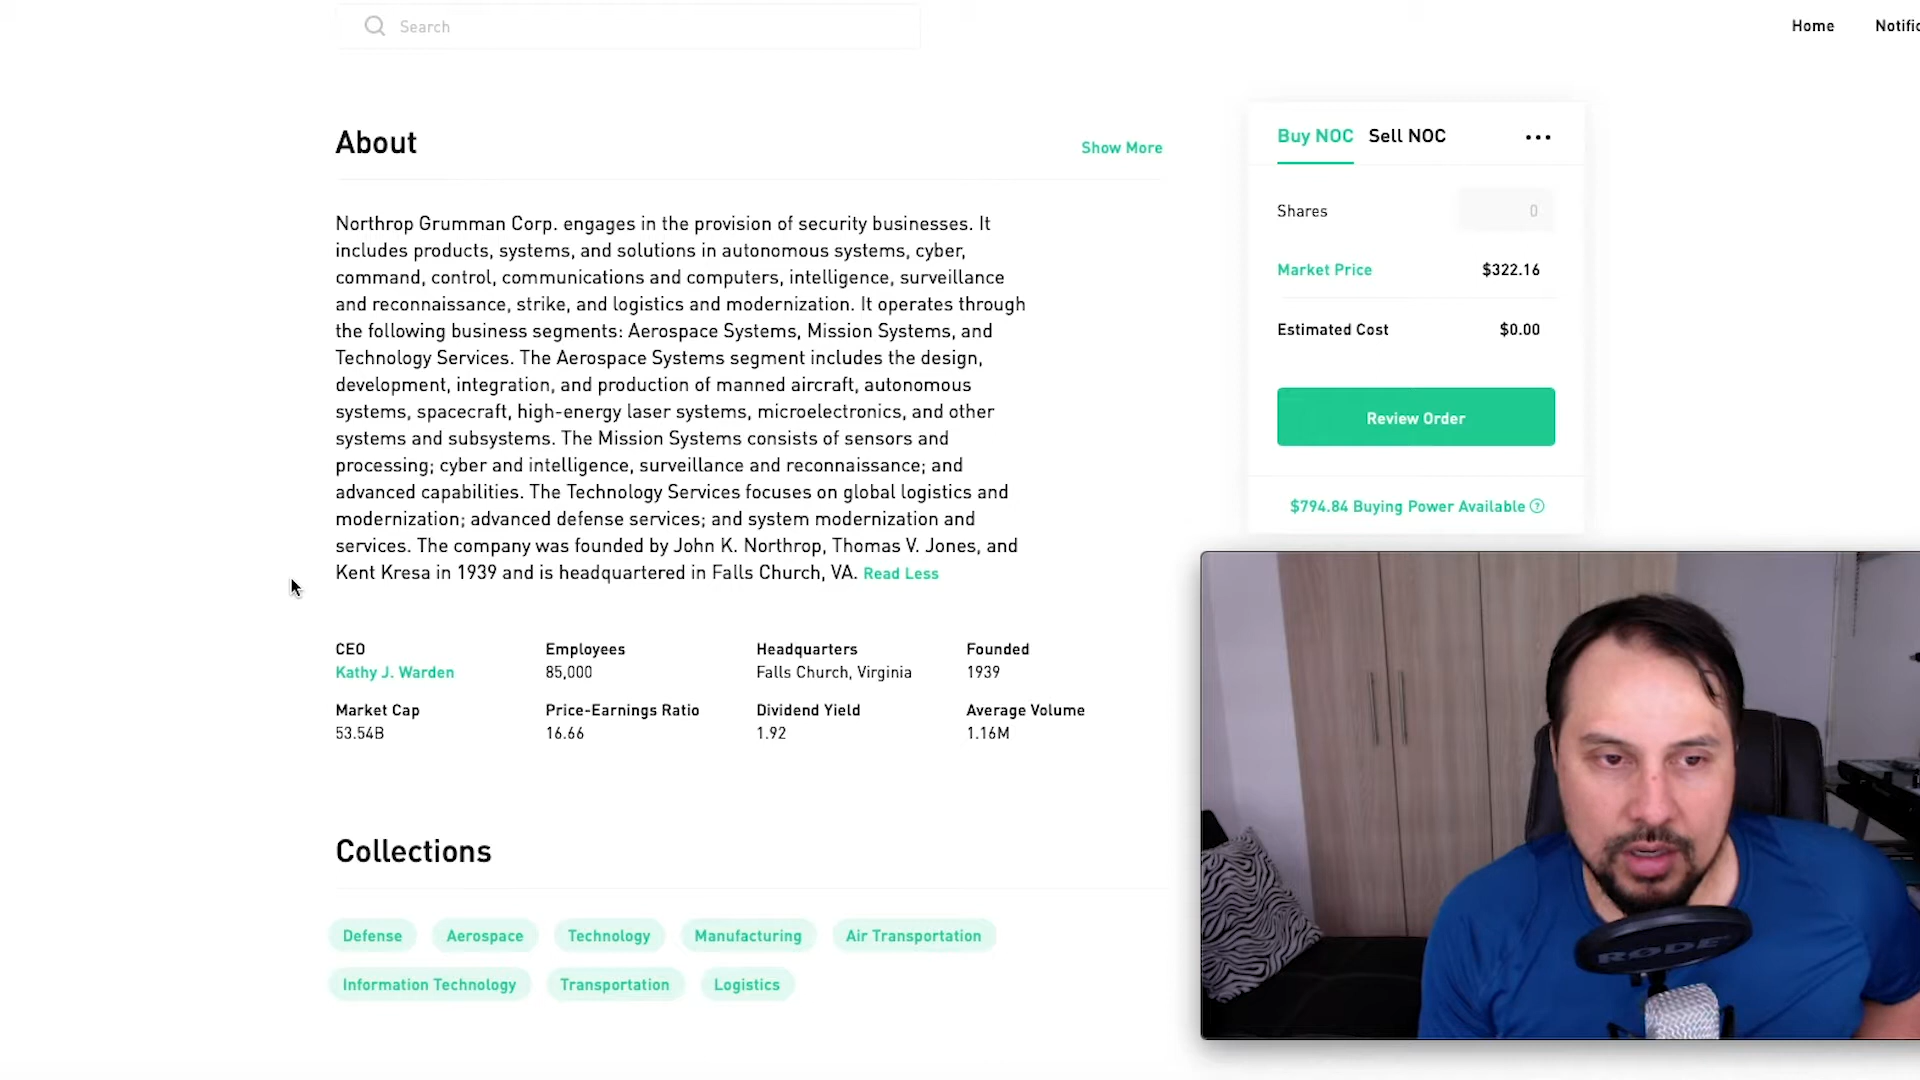 Search
Home
Notific
About
Show More
Northrop Grumman Corp. engages in the provision of security businesses. It
includes products, systems, and solutions in autonomous systems, cyber,
command, control, communications and computers, intelligence, surveillance
and reconnaissance, strike, and logistics and modernization. It operates through
the following business segments: Aerospace Systems, Mission Systems, and
Technology Services. The Aerospace Systems segment includes the design,
development, integration, and production of manned aircraft, autonomous
systems, spacecraft, high-energy laser systems, microelectronics, and other
systems and subsystems. The Mission Systems consists of sensors and
processing; cyber and intelligence, surveillance and reconnaissance; and
advanced capabilities. The Technology Services focuses on global logistics and
modernization; advanced defense services; and system modernization and
services. The company was founded by John K. Northrop, Thomas V. Jones, and
Kent Kresa in 1939 and is headquartered in Falls Church, VA. Read Less
CEO
Kathy J. Warden
Employees
85,000
Headquarters
Falls Church, Virginia
Founded
1939
Market Cap
53.54B
Price-Earnings Ratio
16.66
Dividend Yield
1.92
Average Volume
1.16M
Collections
Defense
Aerospace
Technology
Manufacturing
Air Transportation
Information Technology
Transportation
Logistics
Buy NOC
Sell NOC
Shares
0
Market Price
$322.16
Estimated Cost
$0.00
Review Order
$794.84 Buying Power Available
RODE